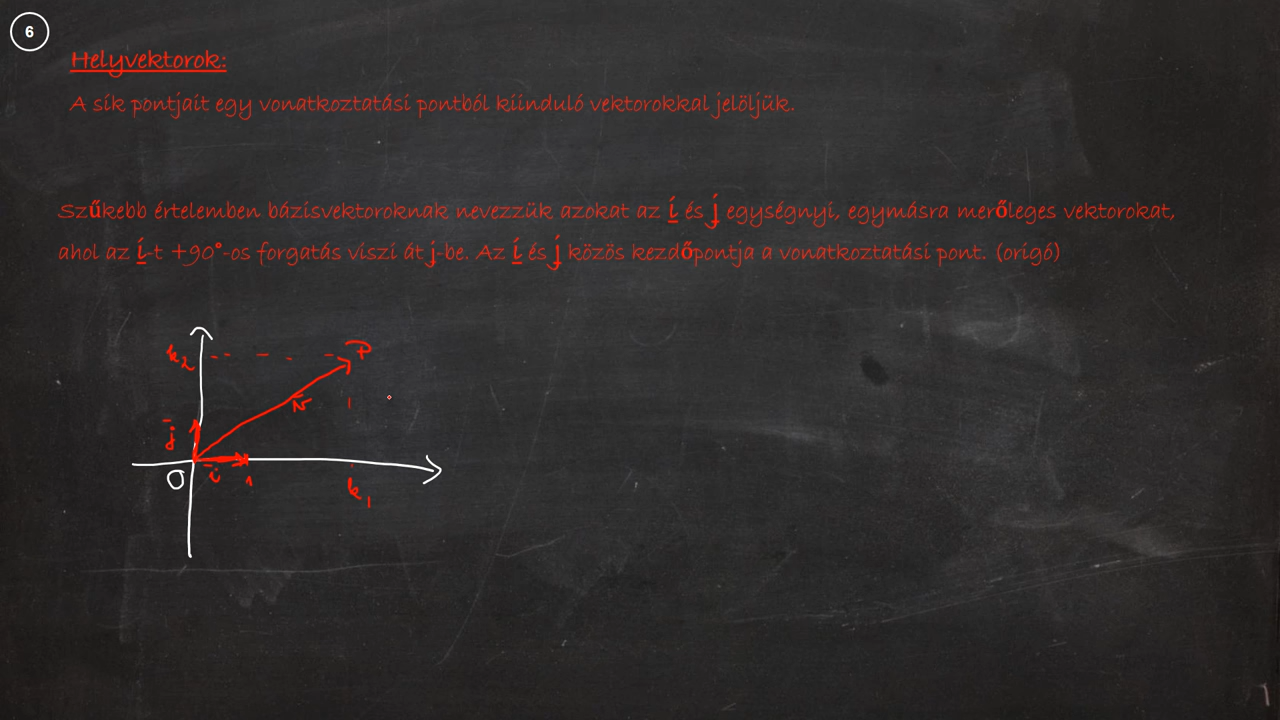 6
Helyvektorok:
A sík pontjait egy vonatkoztatási pontból kiinduló vektorokkal jelöljük.
Szűkebb értelemben bázisvektoroknak nevezzük azokat az i és j egységnyi, egymásra merőleges vektorokat,
ahol az i-t +90°-os forgatás viszi át j-be. Az i és j közös kezdőpontja a vonatkoztatási pont. (origó)
k₂ P
j
O i 1 k₁